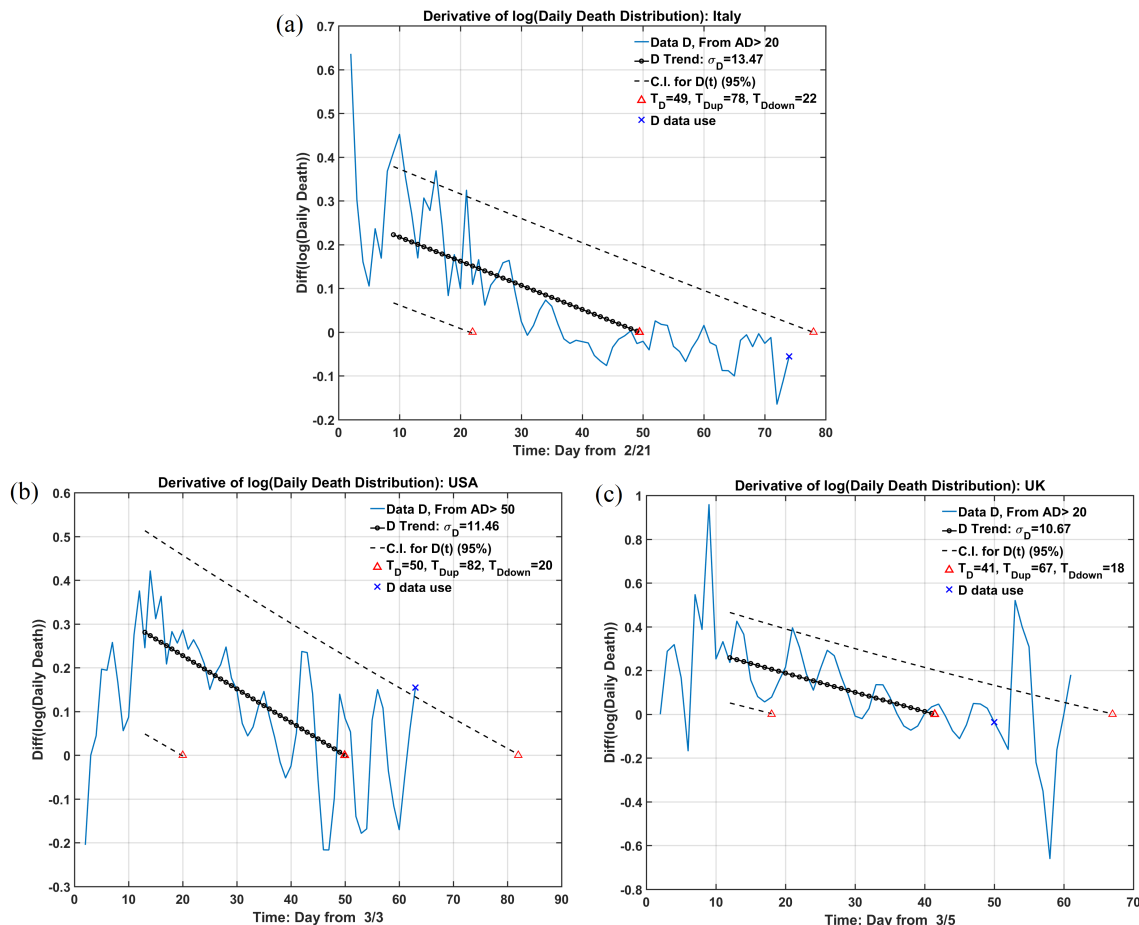 (a)
Derivative of log(Daily Death Distribution): Italy
Diff(log(Daily Death))
0.7
0.6
0.5
0.4
0.3
0.2
0.1
0
-0.1
-0.2
Data D, From AD> 20
D Trend: σD=13.47
C.I. for D(t) (95%)
TD=49, TDup=78, TDdown=22
D data use
0 10 20 30 40 50 60 70 80
Time: Day from 2/21
(b)
Derivative of log(Daily Death Distribution): USA
Diff(log(Daily Death))
0.6
0.5
0.4
0.3
0.2
0.1
0
-0.1
-0.2
-0.3
Data D, From AD> 50
D Trend: σD=11.46
C.I. for D(t) (95%)
TD=50, TDup=82, TDdown=20
D data use
0 10 20 30 40 50 60 70 80 90
Time: Day from 3/3
(c)
Derivative of log(Daily Death Distribution): UK
Diff(log(Daily Death))
1
0.8
0.6
0.4
0.2
0
-0.2
-0.4
-0.6
-0.8
Data D, From AD> 20
D Trend: σD=10.67
C.I. for D(t) (95%)
TD=41, TDup=67, TDdown=18
D data use
0 10 20 30 40 50 60 70
Time: Day from 3/5